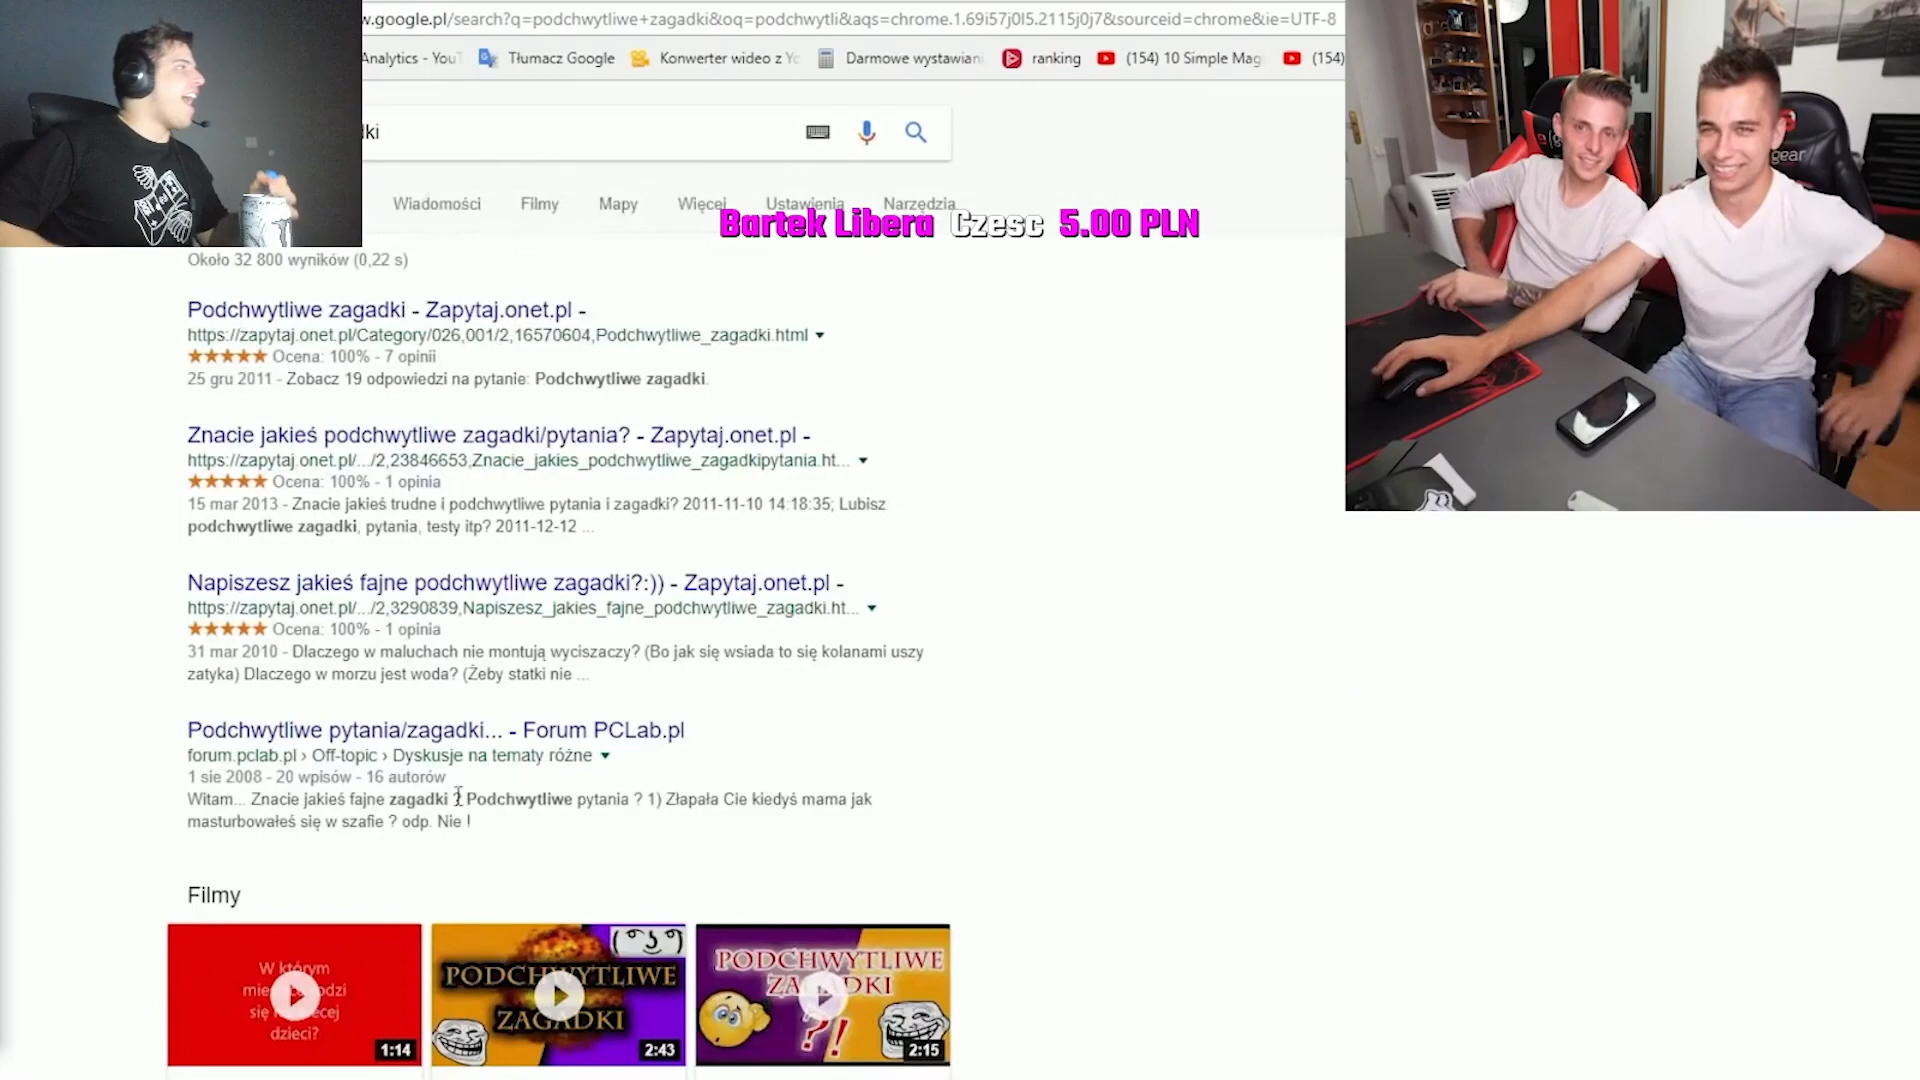 w.google.pl/search?q=podchwytliwe+zagadki&oq=podchwytli&aqs=chrome.1.69i57j0l5.2115j0j7&sourceid=chrome&ie=UTF-8
Analytics - YouT Tłumacz Google Konwerter wideo z Yo Darmowe wystawiani ranking (154) 10 Simple Mag (154)
dki
Wiadomości Filmy Mapy Więcej Ustawienia Narzędzia
Bartek Libera Czesc 5.00 PLN
Około 32 800 wyników (0,22 s)
Podchwytliwe zagadki - Zapytaj.onet.pl -
https://zapytaj.onet.pl/Category/026,001/2,16570604,Podchwytliwe_zagadki.html
Ocena: 100% - 7 opinii
25 gru 2011 - Zobacz 19 odpowiedzi na pytanie: Podchwytliwe zagadki.
Znacie jakieś podchwytliwe zagadki/pytania? - Zapytaj.onet.pl -
https://zapytaj.onet.pl/.../2,23846653,Znacie_jakies_podchwytliwe_zagadkipytania.ht...
Ocena: 100% - 1 opinia
15 mar 2013 - Znacie jakieś trudne i podchwytliwe pytania i zagadki? 2011-11-10 14:18:35; Lubisz
podchwytliwe zagadki, pytania, testy itp? 2011-12-12 ...
Napiszesz jakieś fajne podchwytliwe zagadki?:)) - Zapytaj.onet.pl -
https://zapytaj.onet.pl/.../2,3290839,Napiszesz_jakies_fajne_podchwytliwe_zagadki.ht...
Ocena: 100% - 1 opinia
31 mar 2010 - Dlaczego w maluchach nie montują wyciszaczy? (Bo jak się wsiada to się kolanami uszy
zatyka) Dlaczego w morzu jest woda? (Żeby statki nie ...
Podchwytliwe pytania/zagadki... - Forum PCLab.pl
forum.pclab.pl › Off-topic › Dyskusje na tematy różne
1 sie 2008 - 20 wpisów - 16 autorów
Witam... Znacie jakieś fajne zagadki ? Podchwytliwe pytania ? 1) Złapała Cie kiedyś mama jak
masturbowałeś się w szafie ? odp. Nie !
Filmy
W którym
się
dzieci?
1:14
PODCHWYTLIWE
ZAGADKI
2:43
PODCHWYTLIWE
ZAGADKI
?!
2:15
gear